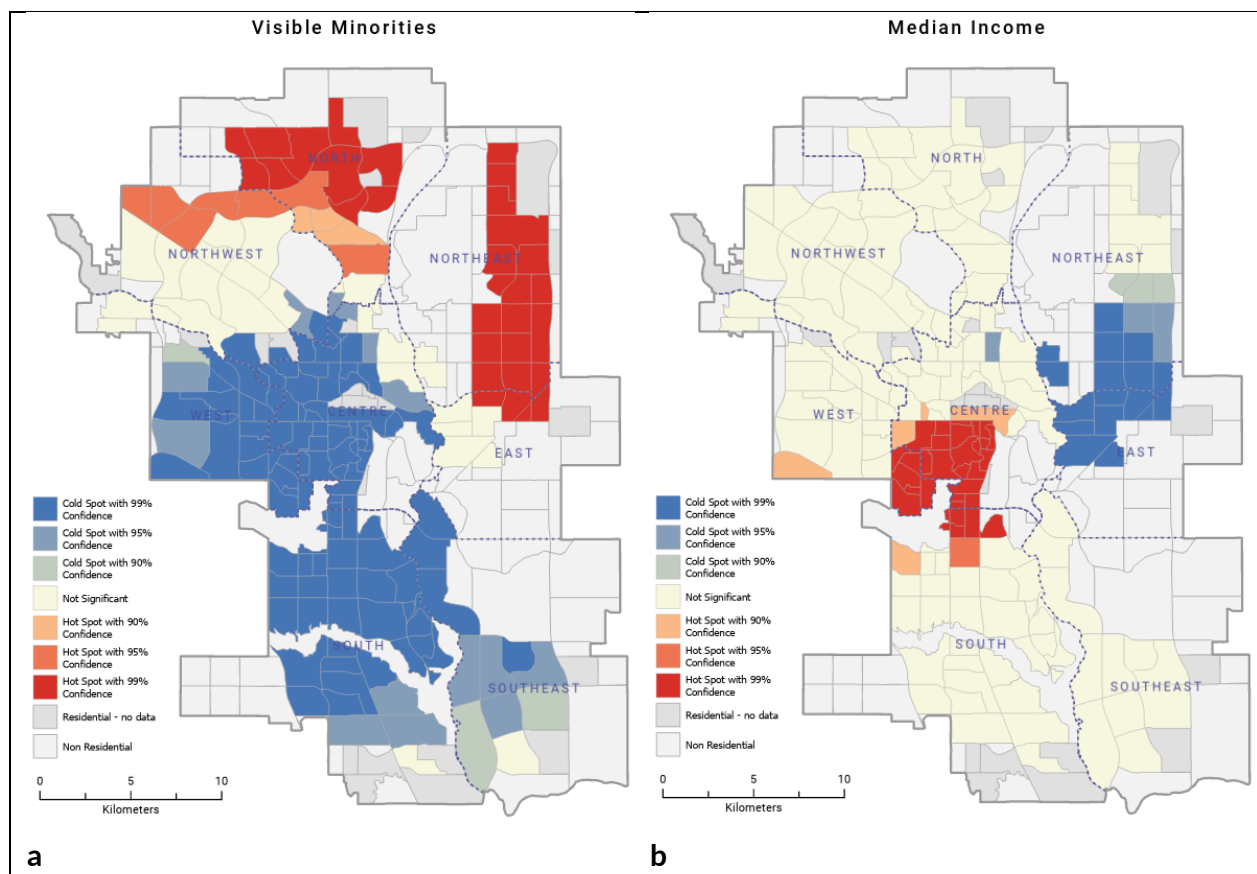 Visible Minorities
NORTH
NORTHWEST
NORTHEAST
WEST
CENTRE
EAST
SOUTH
SOUTHEAST
Cold Spot with 99%
Confidence
Cold Spot with 95%
Confidence
Cold Spot with 90%
Confidence
Not Significant
Hot Spot with 90%
Confidence
Hot Spot with 95%
Confidence
Hot Spot with 99%
Confidence
Residential - no data
Non Residential
0 5 10
Kilometers
a
Median Income
NORTH
NORTHWEST
NORTHEAST
WEST
CENTRE
EAST
SOUTH
SOUTHEAST
Cold Spot with 99%
Confidence
Cold Spot with 95%
Confidence
Cold Spot with 90%
Confidence
Not Significant
Hot Spot with 90%
Confidence
Hot Spot with 95%
Confidence
Hot Spot with 99%
Confidence
Residential - no data
Non Residential
0 5 10
Kilometers
b